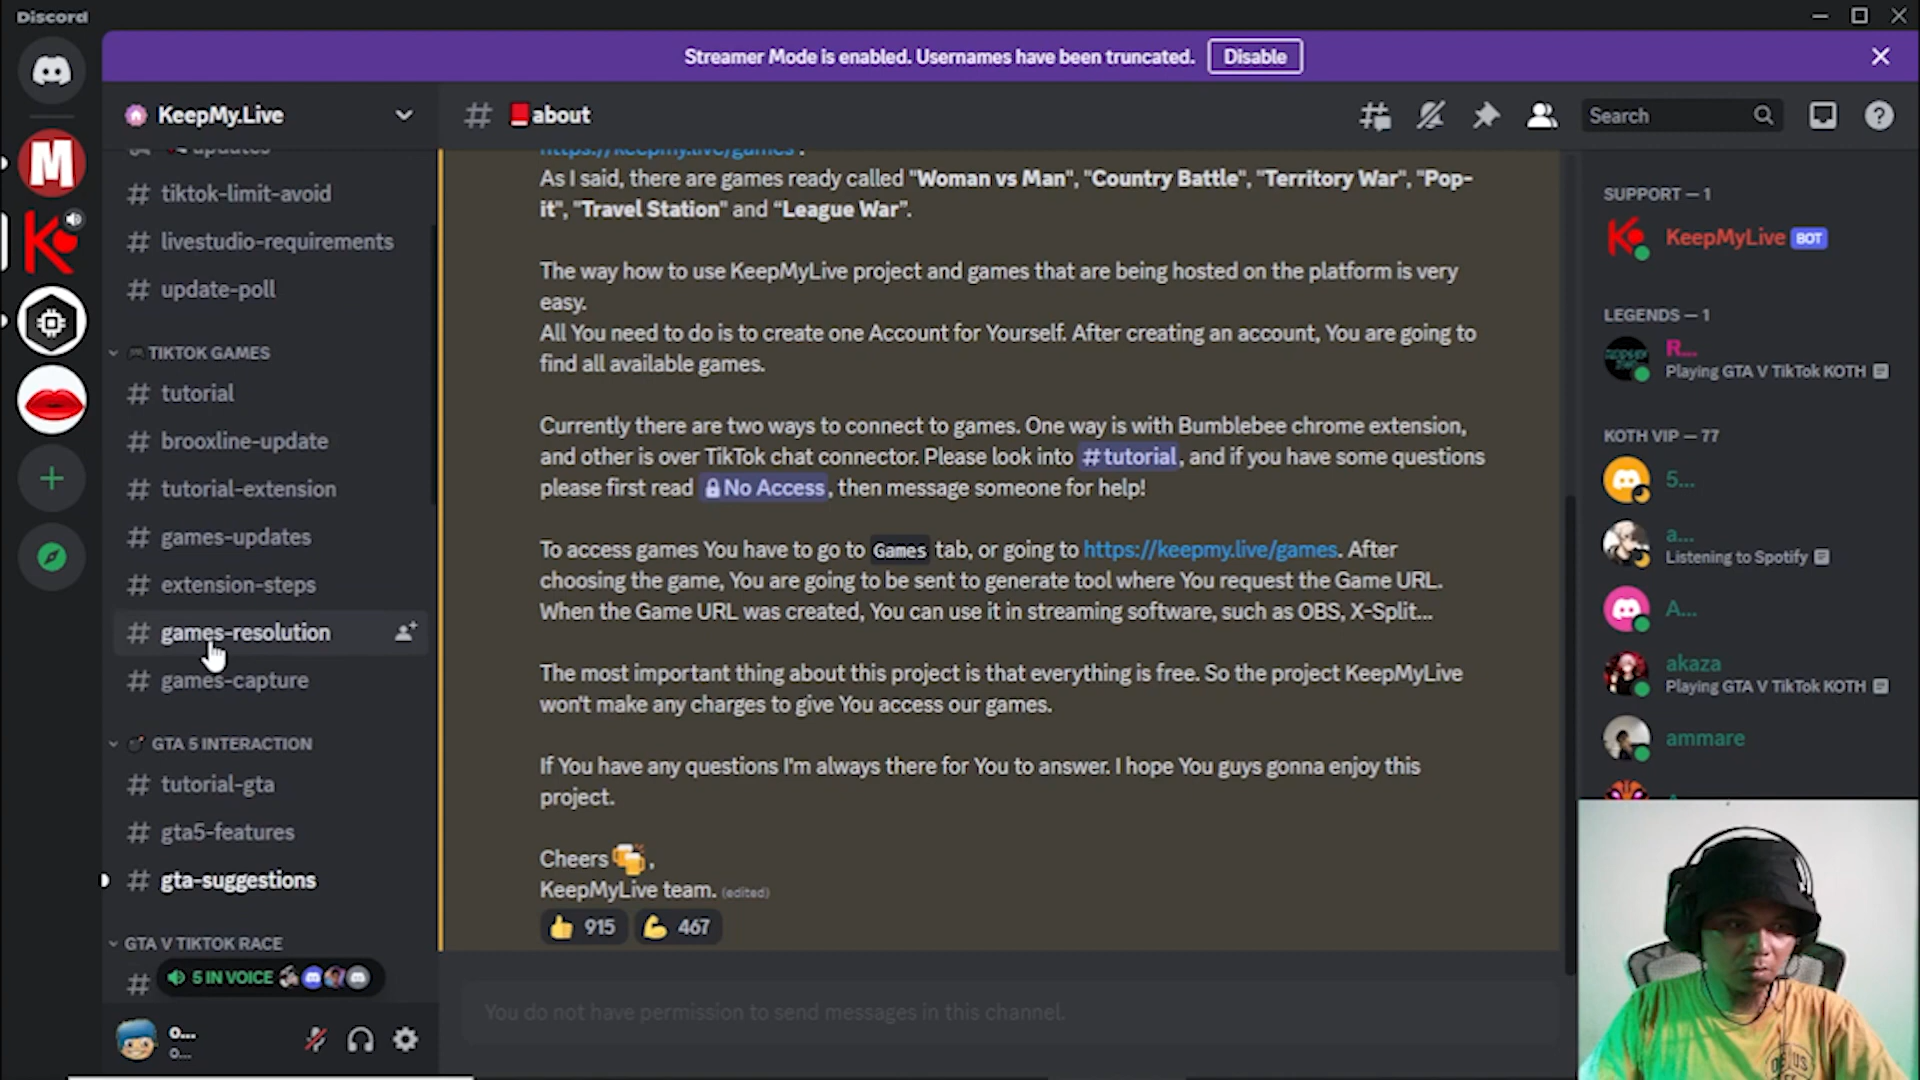 Discord
Streamer Mode is enabled. Usernames have been truncated. Disable
KeepMy.Live
updates
# tiktok-limit-avoid
# livestudio-requirements
# update-poll
TIKTOK GAMES
# tutorial
# brooxline-update
# tutorial-extension
# games-updates
# extension-steps
# games-resolution
# games-capture
GTA 5 INTERACTION
# tutorial-gta
# gta5-features
# gta-suggestions
GTA V TIKTOK RACE
#
5 IN VOICE
o...
o...
# about
Search
https://keepmy.live/games .
As I said, there are games ready called "Woman vs Man", "Country Battle", "Territory War", "Pop-
it", "Travel Station" and “League War”.
The way how to use KeepMyLive project and games that are being hosted on the platform is very
easy.
All You need to do is to create one Account for Yourself. After creating an account, You are going to
find all available games.
Currently there are two ways to connect to games. One way is with Bumblebee chrome extension,
and other is over TikTok chat connector. Please look into #tutorial, and if you have some questions
please first read No Access, then message someone for help!
To access games You have to go to Games tab, or going to https://keepmy.live/games. After
choosing the game, You are going to be sent to generate tool where You request the Game URL.
When the Game URL was created, You can use it in streaming software, such as OBS, X-Split...
The most important thing about this project is that everything is free. So the project KeepMyLive
won't make any charges to give You access our games.
If You have any questions I'm always there for You to answer. I hope You guys gonna enjoy this
project.
Cheers 🍻,
KeepMyLive team. (edited)
👍 915 💪 467
You do not have permission to send messages in this channel.
SUPPORT — 1
KeepMyLive BOT
LEGENDS — 1
R...
Playing GTA V TikTok KOTH
KOTH VIP — 77
5...
a...
Listening to Spotify
A...
akaza
Playing GTA V TikTok KOTH
ammare